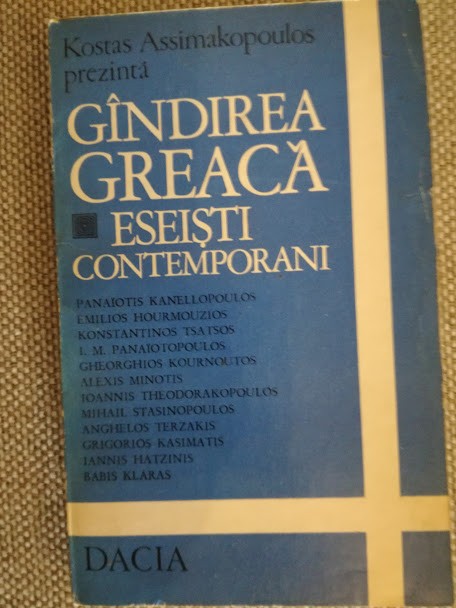 Kostas Assimakopoulos
prezintă
GÎNDIREA
GREACĂ
ESEIȘTI
CONTEMPORANI
PANAIOTIS KANELLOPOULOS
EMILIOS HOURMOUZIOS
KONSTANTINOS TSATSOS
I. M. PANAIOTOPOULOS
GHEORGHIOS KOURNOUTOS
ALEXIS MINOTIS
IOANNIS THEODORAKOPOULOS
MIHAIL STASINOPOULOS
ANGHELOS TERZAKIS
GRIGORIOS KASIMATIS
IANNIS HATZINIS
BABIS KLARAS
DACIA